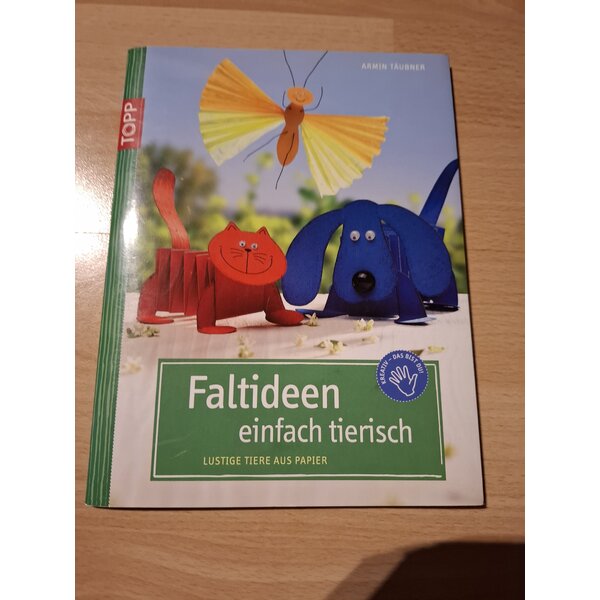 TOPP
ARMIN TÄUBNER
KREATIV – DAS BIST DU!
Faltideen
einfach tierisch
LUSTIGE TIERE AUS PAPIER